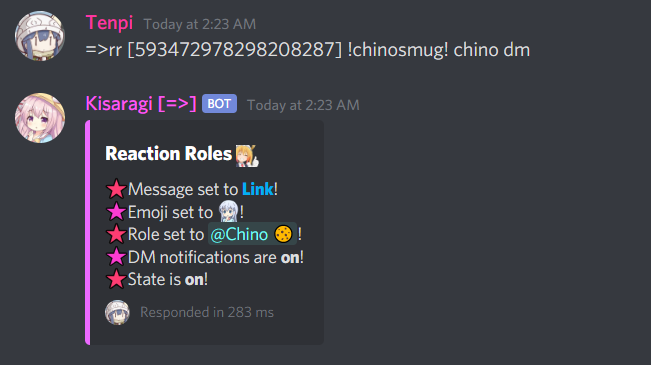 Tenpi Today at 2:23 AM
=>rr [593472978298208287] !chinosmug! chino dm
Kisaragi [=>] BOT Today at 2:23 AM
Reaction Roles
Message set to Link!
Emoji set to !
Role set to @Chino 🍪!
DM notifications are on!
State is on!
Responded in 283 ms